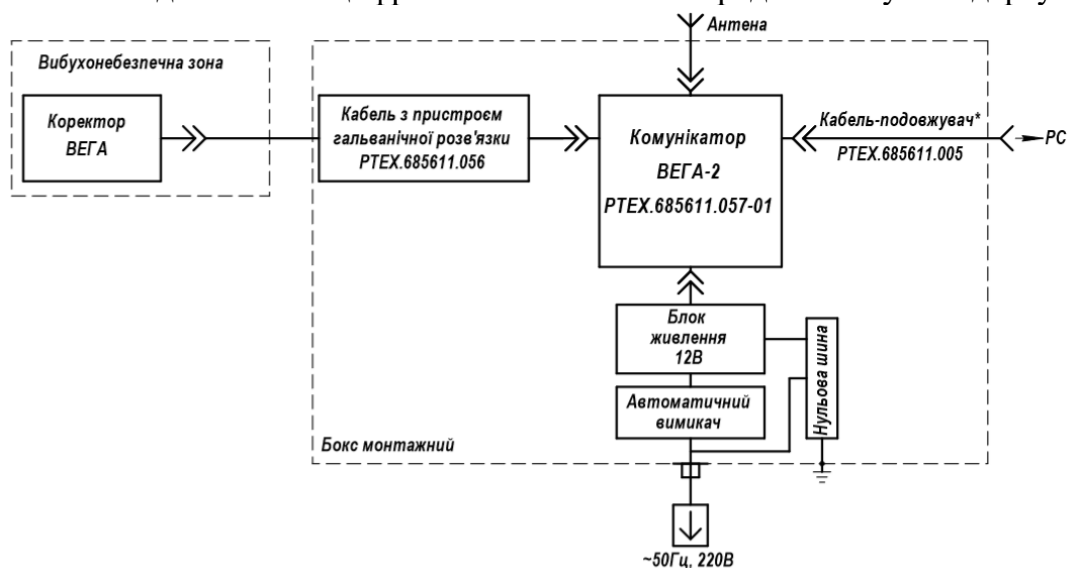 Антена
Вибухонебезпечна зона
Коректор
ВЕГА
Кабель з пристроєм
гальванічної розв'язки
РТЕХ.685611.056
Комунікатор
ВЕГА-2
РТЕХ.685611.057-01
Кабель-подовжувач*
РТЕХ.685611.005
РС
Блок
живлення
12В
Автоматичний
вимикач
Нульова шина
Бокс монтажний
~50Гц, 220В